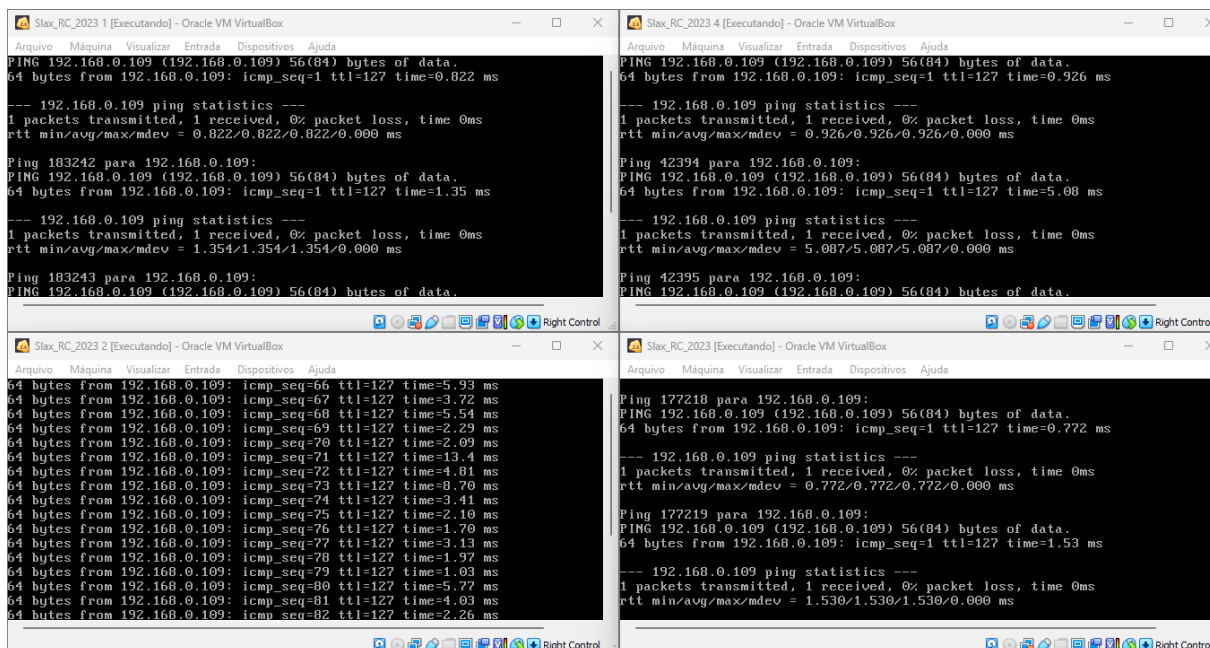 Slax_RC_2023 1 [Executando] - Oracle VM VirtualBox
Arquivo Máquina Visualizar Entrada Dispositivos Ajuda
PING 192.168.0.109 (192.168.0.109) 56(84) bytes of data.
64 bytes from 192.168.0.109: icmp_seq=1 ttl=127 time=0.822 ms
--- 192.168.0.109 ping statistics ---
1 packets transmitted, 1 received, 0% packet loss, time 0ms
rtt min/avg/max/mdev = 0.822/0.822/0.822/0.000 ms
Ping 183242 para 192.168.0.109:
PING 192.168.0.109 (192.168.0.109) 56(84) bytes of data.
64 bytes from 192.168.0.109: icmp_seq=1 ttl=127 time=1.35 ms
--- 192.168.0.109 ping statistics ---
1 packets transmitted, 1 received, 0% packet loss, time 0ms
rtt min/avg/max/mdev = 1.354/1.354/1.354/0.000 ms
Ping 183243 para 192.168.0.109:
PING 192.168.0.109 (192.168.0.109) 56(84) bytes of data.
Right Control
Slax_RC_2023 4 [Executando] - Oracle VM VirtualBox
Arquivo Máquina Visualizar Entrada Dispositivos Ajuda
PING 192.168.0.109 (192.168.0.109) 56(84) bytes of data.
64 bytes from 192.168.0.109: icmp_seq=1 ttl=127 time=0.926 ms
--- 192.168.0.109 ping statistics ---
1 packets transmitted, 1 received, 0% packet loss, time 0ms
rtt min/avg/max/mdev = 0.926/0.926/0.926/0.000 ms
Ping 42394 para 192.168.0.109:
PING 192.168.0.109 (192.168.0.109) 56(84) bytes of data.
64 bytes from 192.168.0.109: icmp_seq=1 ttl=127 time=5.08 ms
--- 192.168.0.109 ping statistics ---
1 packets transmitted, 1 received, 0% packet loss, time 0ms
rtt min/avg/max/mdev = 5.087/5.087/5.087/0.000 ms
Ping 42395 para 192.168.0.109:
PING 192.168.0.109 (192.168.0.109) 56(84) bytes of data.
Right Contro
Slax_RC_2023 2 [Executando] - Oracle VM VirtualBox
Arquivo Máquina Visualizar Entrada Dispositivos Ajuda
64 bytes from 192.168.0.109: icmp_seq=66 ttl=127 time=5.93 ms
64 bytes from 192.168.0.109: icmp_seq=67 ttl=127 time=3.72 ms
64 bytes from 192.168.0.109: icmp_seq=68 ttl=127 time=5.54 ms
64 bytes from 192.168.0.109: icmp_seq=69 ttl=127 time=2.29 ms
64 bytes from 192.168.0.109: icmp_seq=70 ttl=127 time=2.09 ms
64 bytes from 192.168.0.109: icmp_seq=71 ttl=127 time=13.4 ms
64 bytes from 192.168.0.109: icmp_seq=72 ttl=127 time=4.81 ms
64 bytes from 192.168.0.109: icmp_seq=73 ttl=127 time=8.70 ms
64 bytes from 192.168.0.109: icmp_seq=74 ttl=127 time=3.41 ms
64 bytes from 192.168.0.109: icmp_seq=75 ttl=127 time=2.10 ms
64 bytes from 192.168.0.109: icmp_seq=76 ttl=127 time=1.70 ms
64 bytes from 192.168.0.109: icmp_seq=77 ttl=127 time=3.13 ms
64 bytes from 192.168.0.109: icmp_seq=78 ttl=127 time=1.97 ms
64 bytes from 192.168.0.109: icmp_seq=79 ttl=127 time=1.03 ms
64 bytes from 192.168.0.109: icmp_seq=80 ttl=127 time=5.77 ms
64 bytes from 192.168.0.109: icmp_seq=81 ttl=127 time=4.03 ms
64 bytes from 192.168.0.109: icmp_seq=82 ttl=127 time=2.26 ms
Right Control
Slax_RC_2023 [Executando] - Oracle VM VirtualBox
Arquivo Máquina Visualizar Entrada Dispositivos Ajuda
Ping 177218 para 192.168.0.109:
PING 192.168.0.109 (192.168.0.109) 56(84) bytes of data.
64 bytes from 192.168.0.109: icmp_seq=1 ttl=127 time=0.772 ms
--- 192.168.0.109 ping statistics ---
1 packets transmitted, 1 received, 0% packet loss, time 0ms
rtt min/avg/max/mdev = 0.772/0.772/0.772/0.000 ms
Ping 177219 para 192.168.0.109:
PING 192.168.0.109 (192.168.0.109) 56(84) bytes of data.
64 bytes from 192.168.0.109: icmp_seq=1 ttl=127 time=1.53 ms
--- 192.168.0.109 ping statistics ---
1 packets transmitted, 1 received, 0% packet loss, time 0ms
rtt min/avg/max/mdev = 1.530/1.530/1.530/0.000 ms
Right Contro